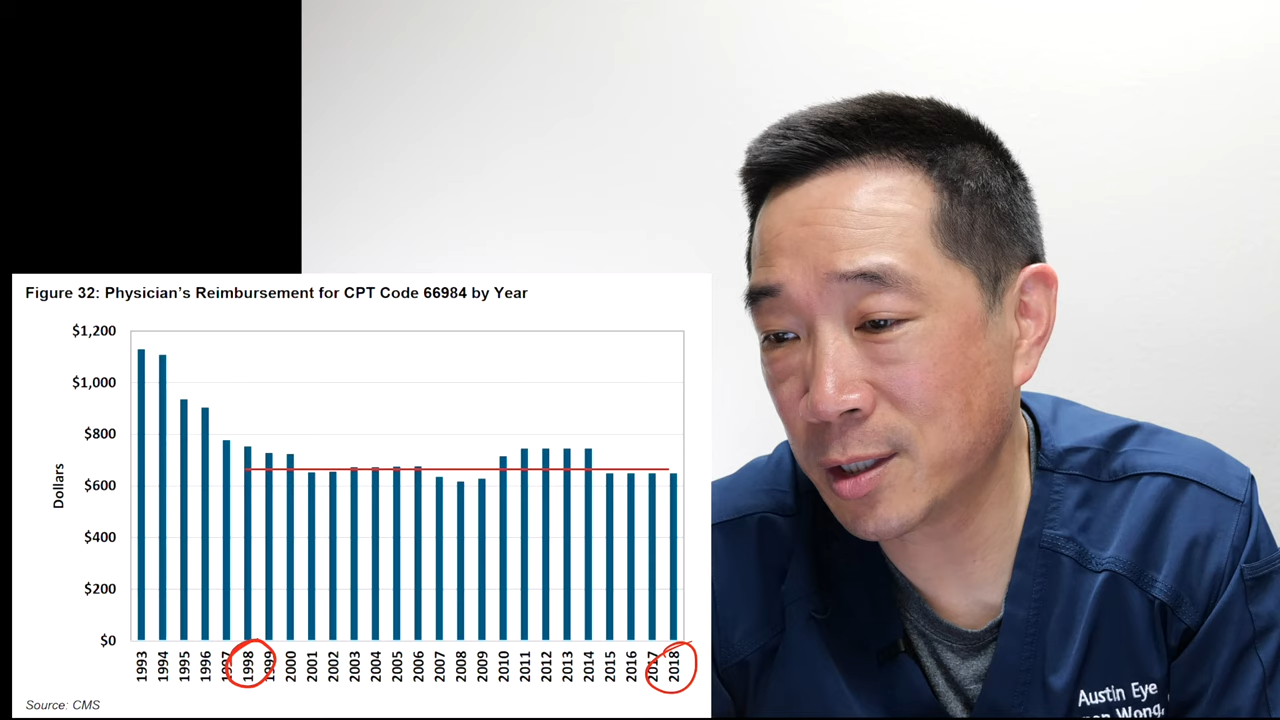 Figure 32: Physician's Reimbursement for CPT Code 66984 by Year
$1,200
$1,000
$800
$600
$400
$200
$0
Dollars
1993 1994 1995 1996 1997 1998 1999 2000 2001 2002 2003 2004 2005 2006 2007 2008 2009 2010 2011 2012 2013 2014 2015 2016 2017 2018
Source: CMS
Austin Eye
Wong,